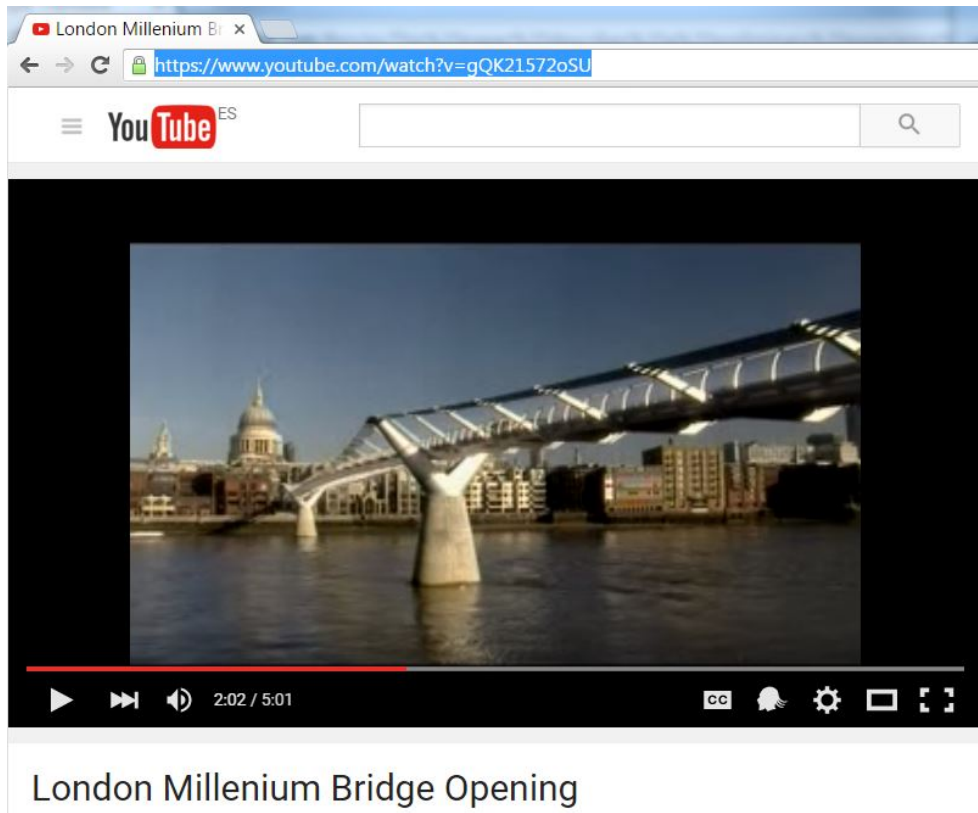 London Millenium Br
https://www.youtube.com/watch?v=gQK21572oSU
YouTube ES
2:02 / 5:01
CC
London Millenium Bridge Opening